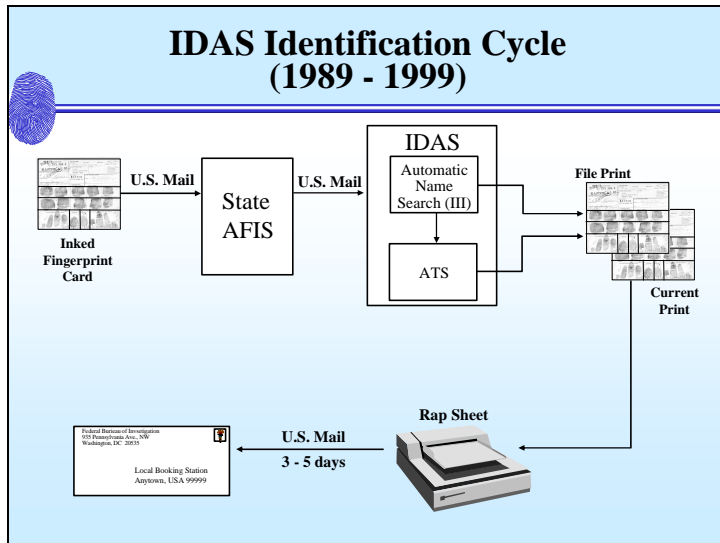 IDAS Identification Cycle
(1989 - 1999)
Inked
Fingerprint
Card
U.S. Mail
State
AFIS
U.S. Mail
IDAS
Automatic
Name
Search (III)
ATS
File Print
Current
Print
Rap Sheet
U.S. Mail
3 - 5 days
Federal Bureau of Investigation
935 Pennsylvania Ave., NW
Washington, DC 20535
Local Booking Station
Anytown, USA 99999